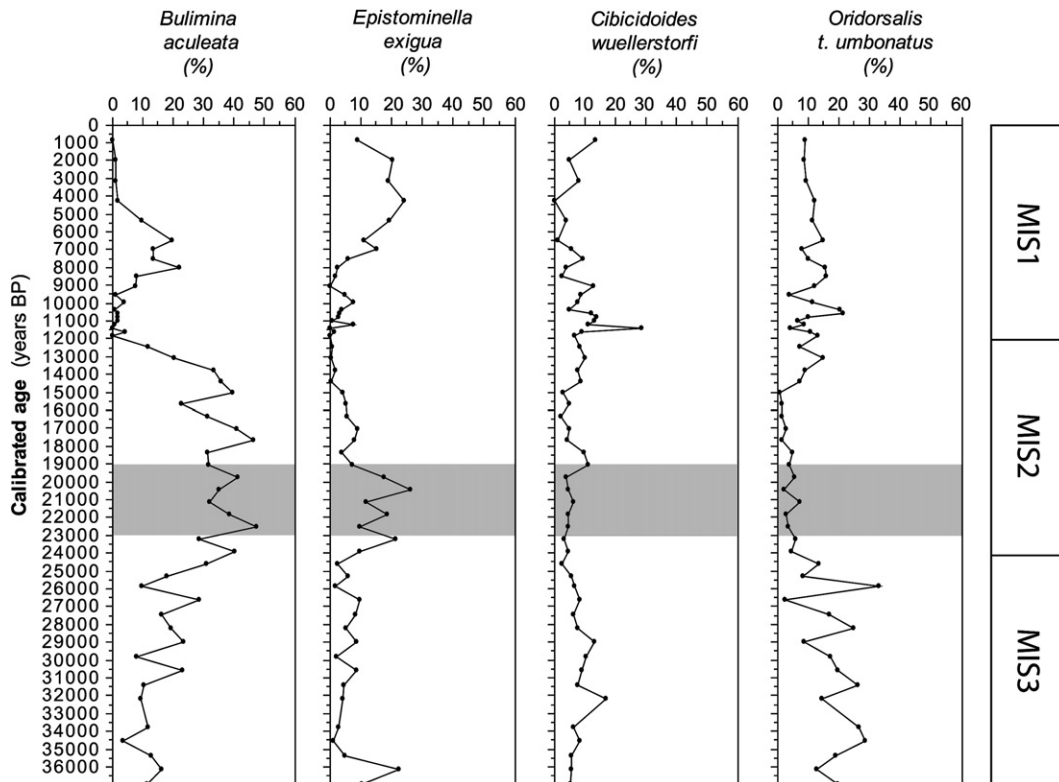 Bulimina
aculeata
(%)
Epistominella
exigua
(%)
Cibicidoides
wuellerstorfi
(%)
Oridorsalis
t. umbonatus
(%)
0 10 20 30 40 50 60
0 10 20 30 40 50 60
0 10 20 30 40 50 60
0 10 20 30 40 50 60
Calibrated age (years BP)
0
1000
2000
3000
4000
5000
6000
7000
8000
9000
10000
11000
12000
13000
14000
15000
16000
17000
18000
19000
20000
21000
22000
23000
24000
25000
26000
27000
28000
29000
30000
31000
32000
33000
34000
35000
36000
MIS1
MIS2
MIS3